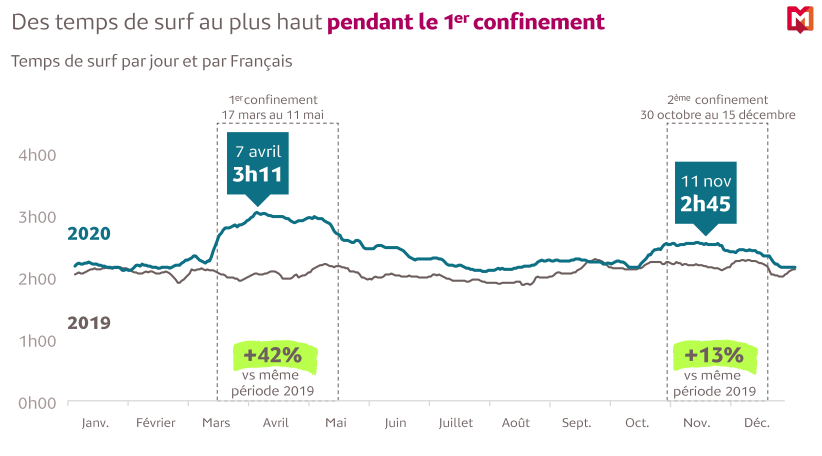 Des temps de surf au plus haut pendant le 1er confinement
M
Temps de surf par jour et par Français
1er confinement
17 mars au 11 mai
2ème confinement
30 octobre au 15 décembre
4h00
7 avril
3h11
11 nov
2h45
3h00
2020
2h00
2019
1h00
+42%
vs même
période 2019
+13%
vs même
période 2019
0h00
Janv. Février Mars Avril Mai Juin Juillet Août Sept. Oct. Nov. Déc.